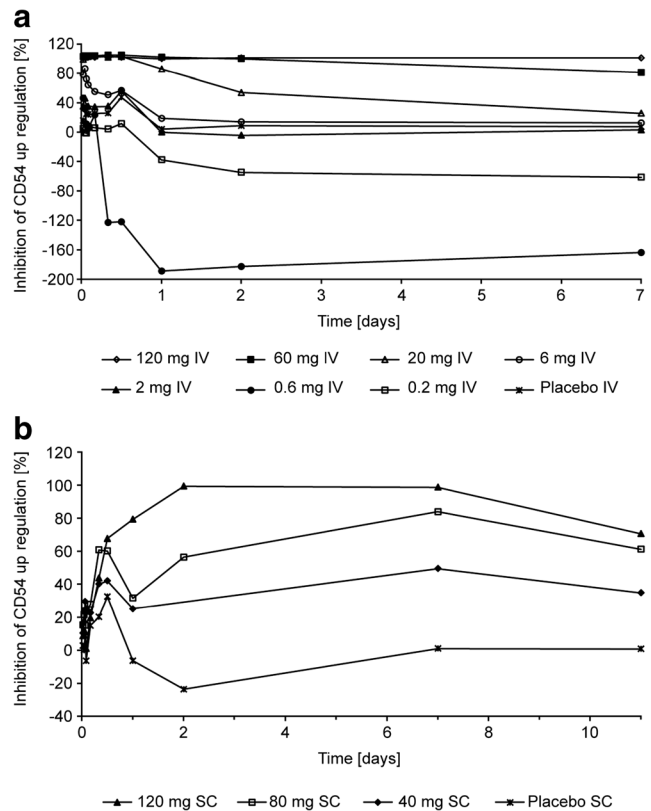 a
Inhibition of CD54 up regulation [%]
120
80
40
0
-40
-80
-120
-160
-200
0 1 2 3 4 5 6 7
Time [days]
120 mg IV 60 mg IV 20 mg IV 6 mg IV
2 mg IV 0.6 mg IV 0.2 mg IV Placebo IV
b
Inhibition of CD54 up regulation [%]
120
100
80
60
40
20
0
-20
-40
0 2 4 6 8 10
Time [days]
120 mg SC 80 mg SC 40 mg SC Placebo SC